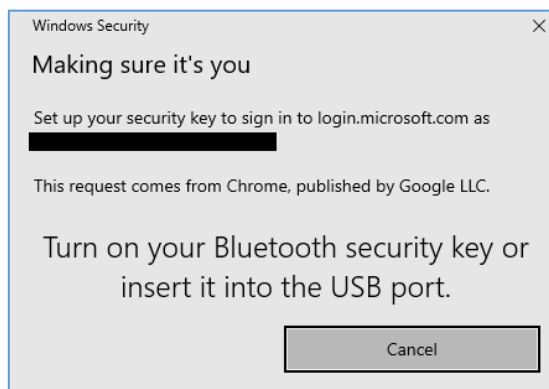 Windows Security
Making sure it's you
Set up your security key to sign in to login.microsoft.com as
This request comes from Chrome, published by Google LLC.
Turn on your Bluetooth security key or
insert it into the USB port.
Cancel